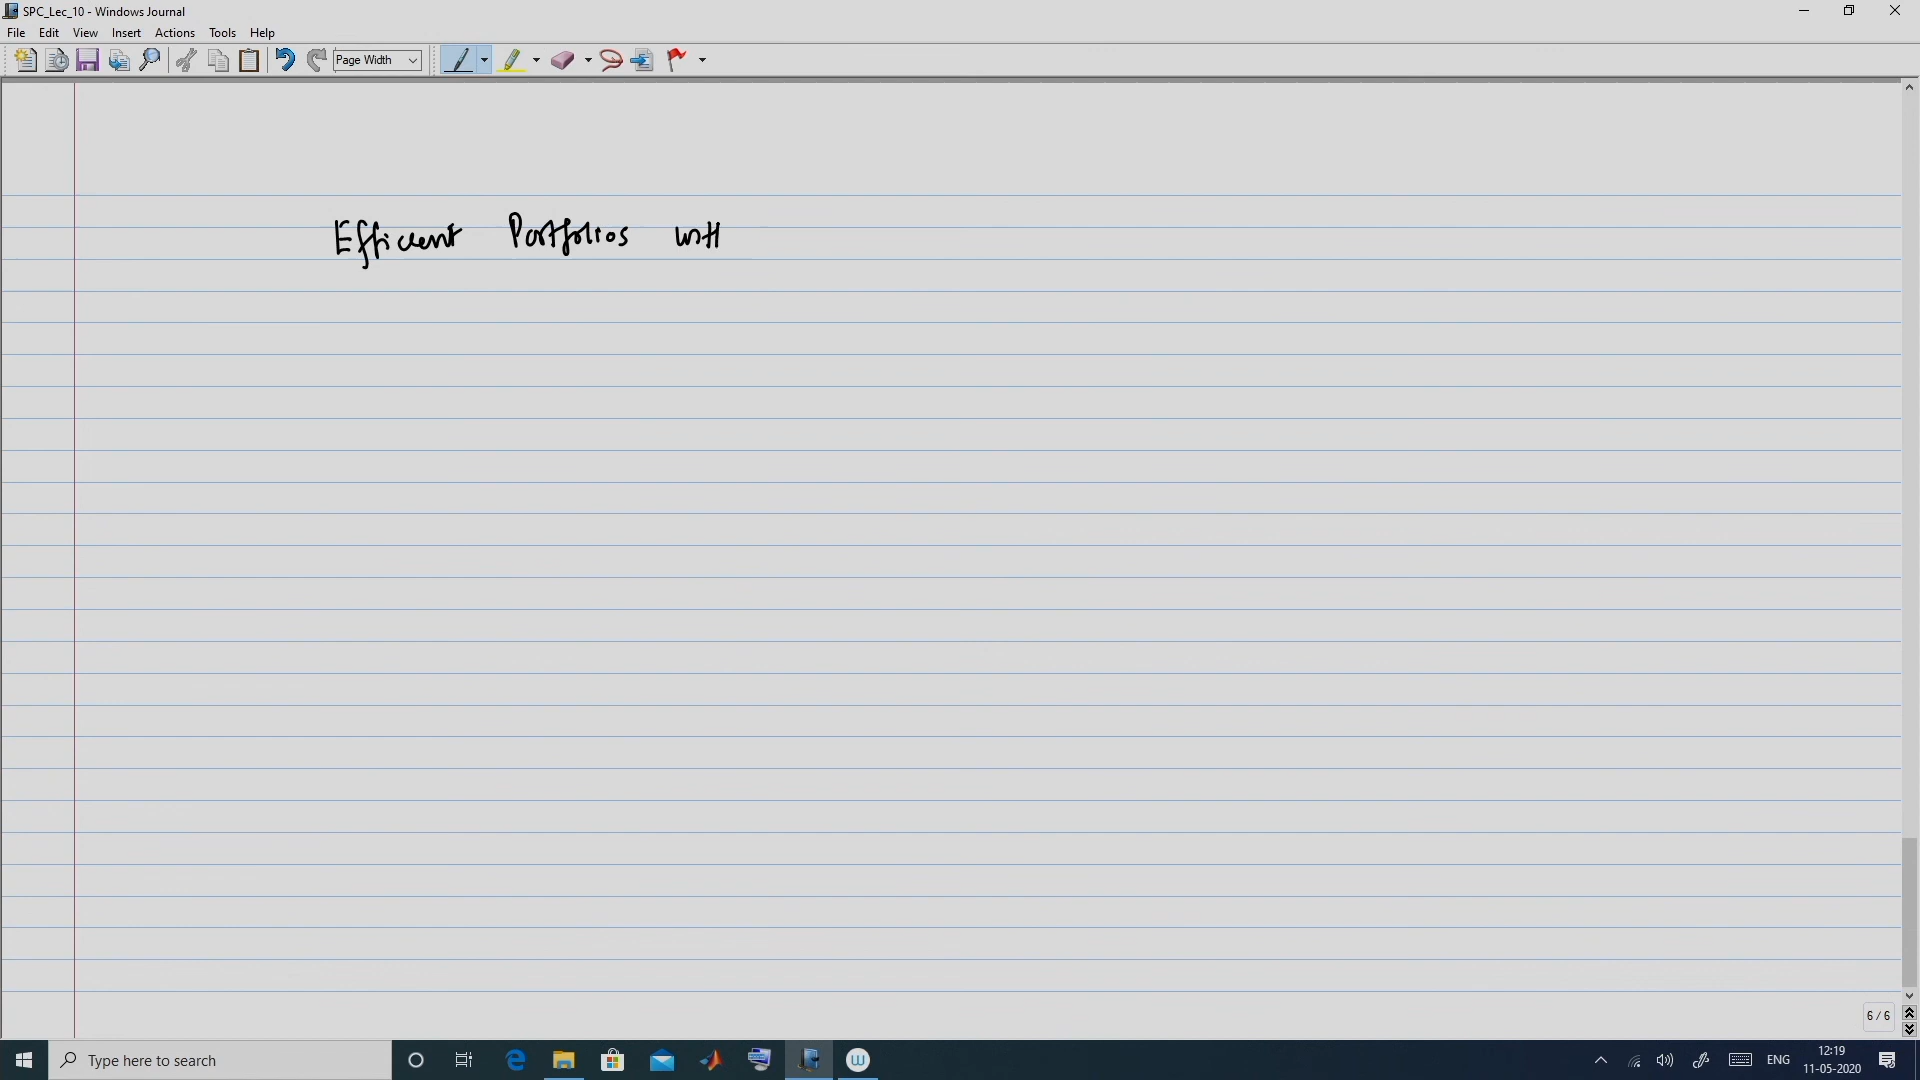 SPC_Lec_10 - Windows Journal
File Edit View Insert Actions Tools Help
Page Width
Efficient Portfolios with
6 / 6
Type here to search
ENG
12:19
11-05-2020